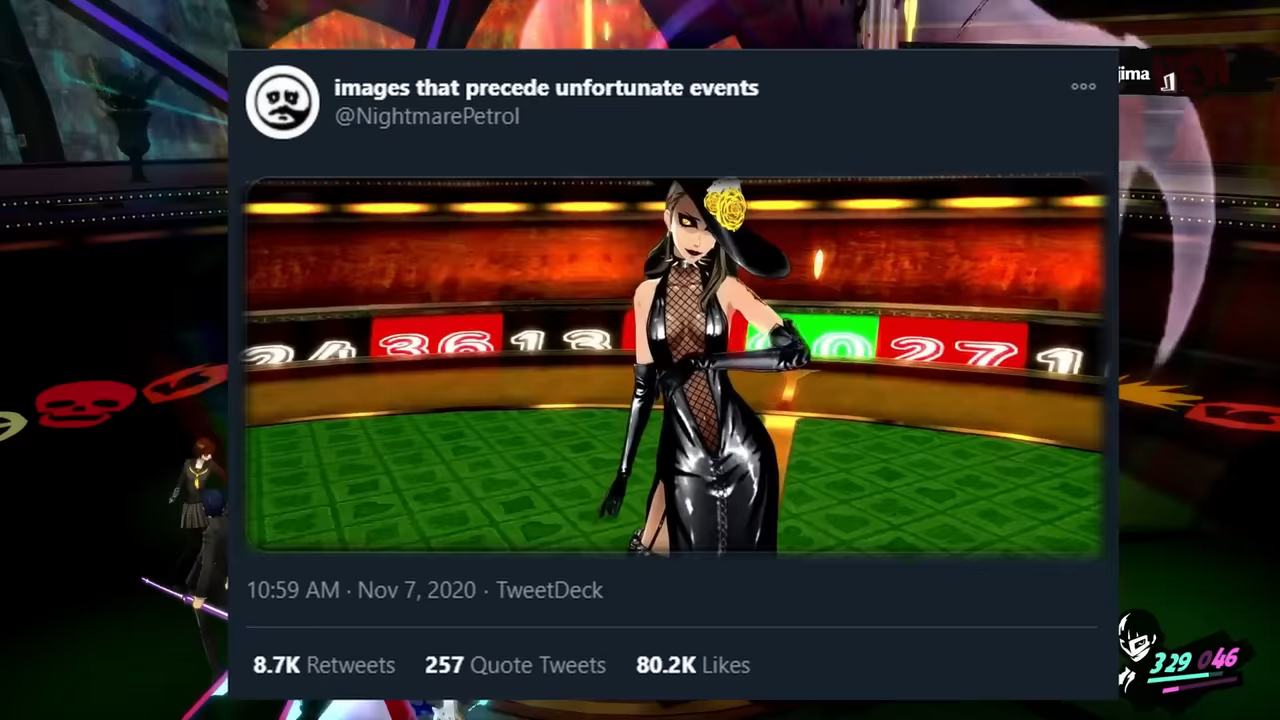 images that precede unfortunate events
@NightmarePetrol
jima
24 36 13 0 27 1
10:59 AM · Nov 7, 2020 · TweetDeck
8.7K Retweets 257 Quote Tweets 80.2K Likes
329 046